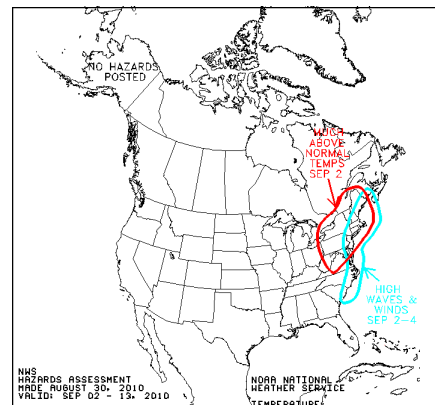 NO HAZARDS
POSTED
MUCH
ABOVE
NORMAL
TEMPS
SEP 2
HIGH
WAVES &
WINDS
SEP 2-4
NWS
HAZARDS ASSESSMENT
MADE AUGUST 30, 2010
VALID: SEP 02 - 13, 2010
NOAA NATIONAL
WEATHER SERVICE
TEMPERATURE